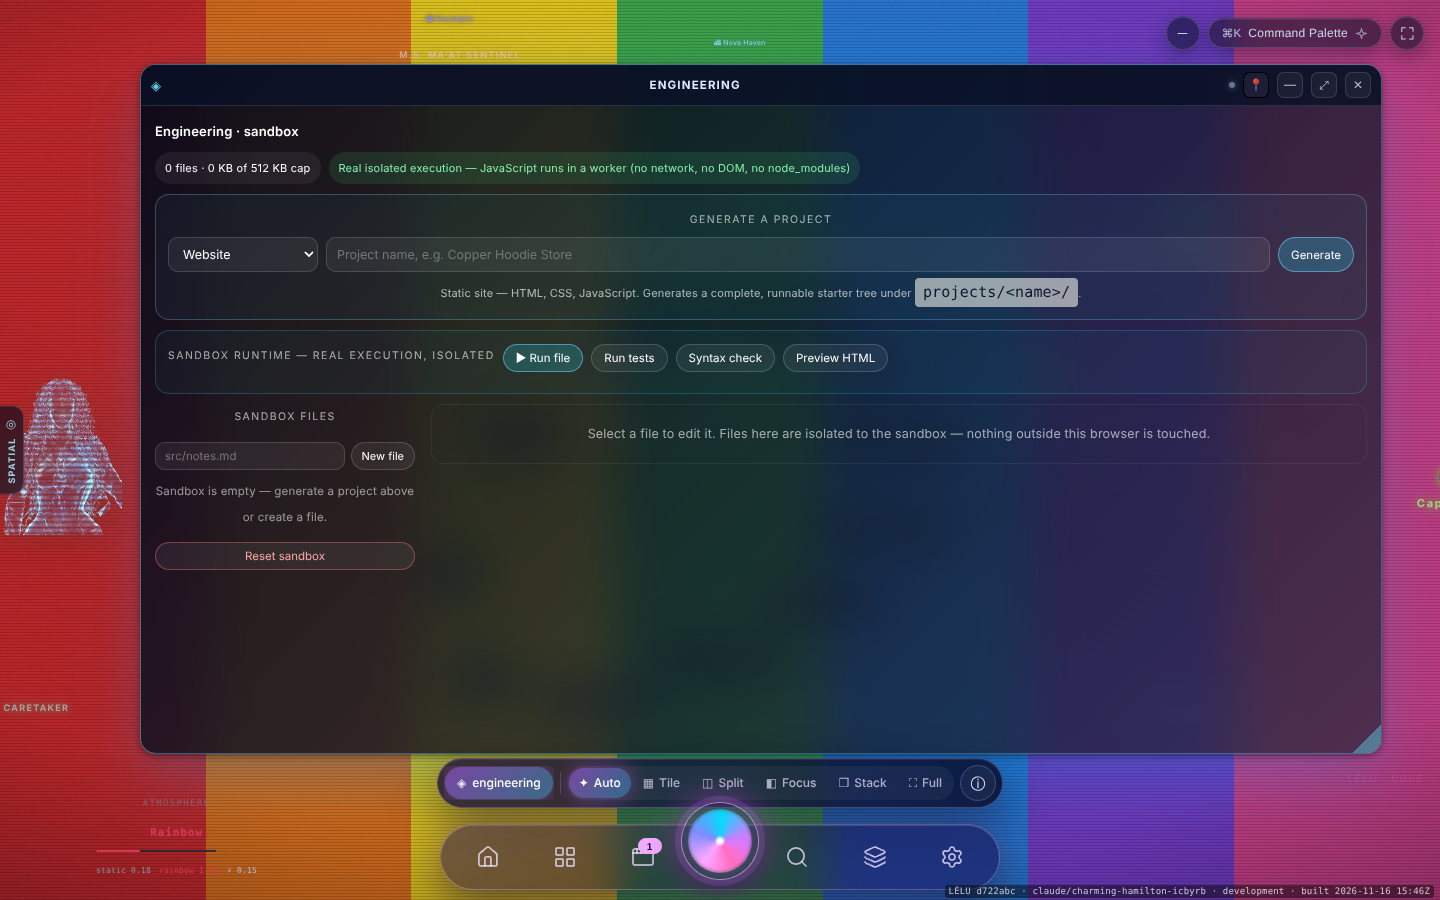 M.S. MA'AT SENTINEL
Nova Haven
⌘K Command Palette
ENGINEERING
Engineering · sandbox
0 files · 0 KB of 512 KB cap
Real isolated execution — JavaScript runs in a worker (no network, no DOM, no node_modules)
GENERATE A PROJECT
Website
Project name, e.g. Copper Hoodie Store
Generate
Static site — HTML, CSS, JavaScript. Generates a complete, runnable starter tree under projects/<name>/.
SANDBOX RUNTIME — REAL EXECUTION, ISOLATED
▶ Run file
Run tests
Syntax check
Preview HTML
SANDBOX FILES
src/notes.md
New file
Sandbox is empty — generate a project above
or create a file.
Reset sandbox
Select a file to edit it. Files here are isolated to the sandbox — nothing outside this browser is touched.
SPATIAL
Cap
CARETAKER
LÉLU · CORE
engineering
Auto
Tile
Split
Focus
Stack
Full
1
ATMOSPHERE
Rainbow
static 0.18
⚡ 0.15
LÉLU d722abc · claude/charming-hamilton-icbyrb · development · built 2026-11-16 15:46Z